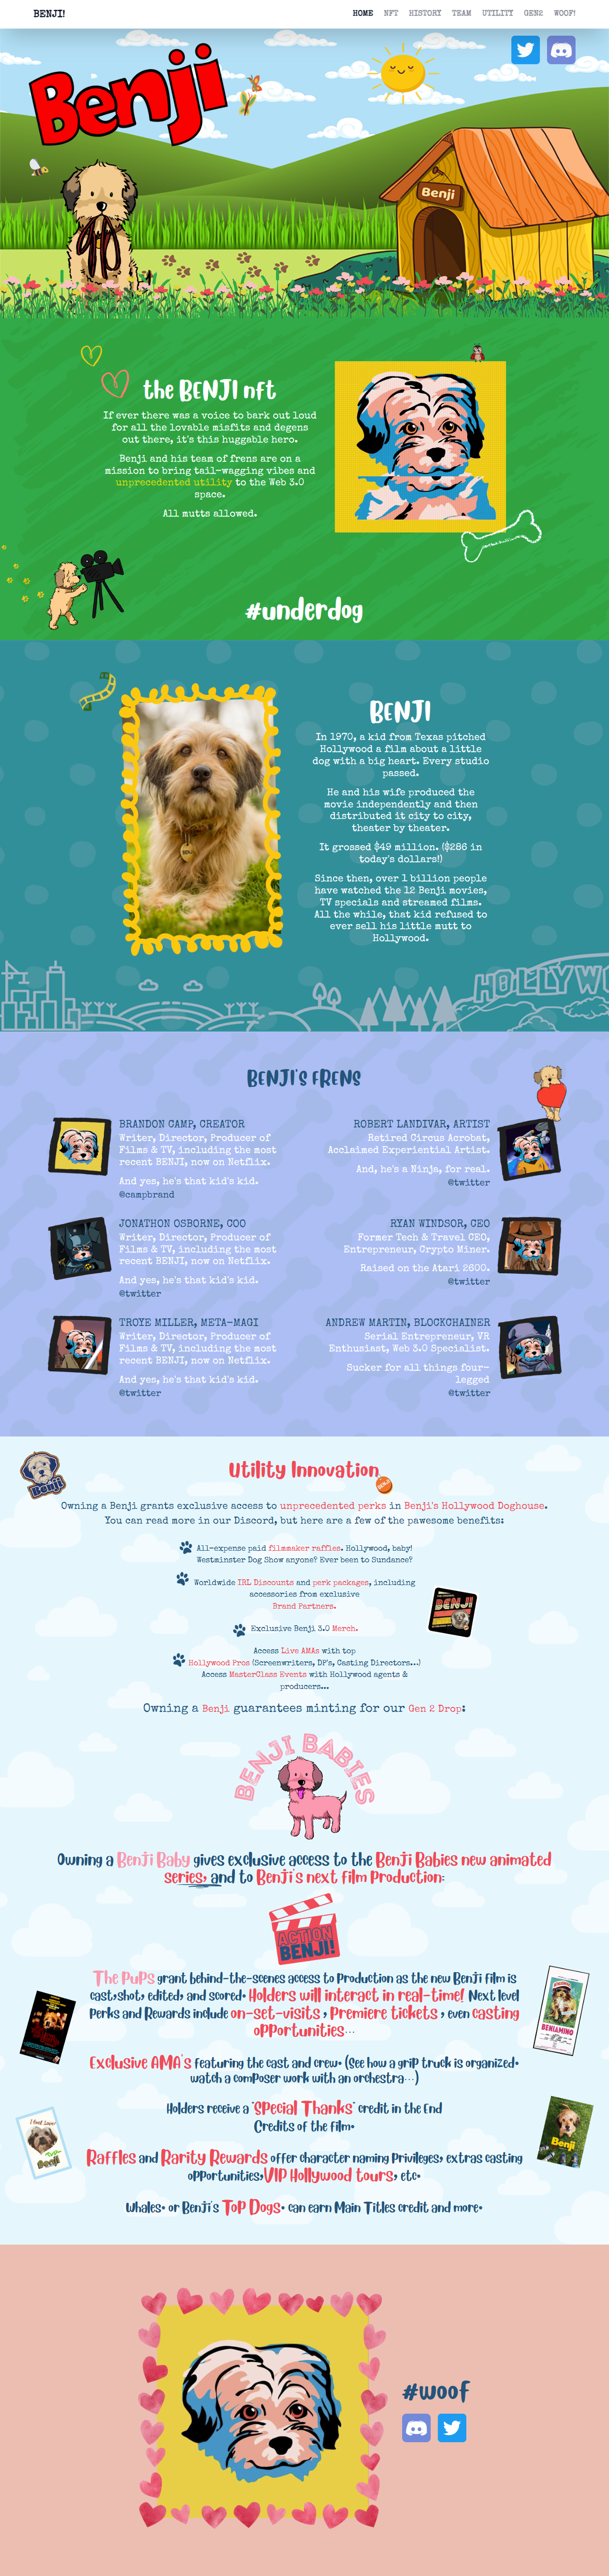 BENJI!
HOME NFT HISTORY TEAM UTILITY GEN2 WOOF!
Benji
Benji
the BENJI nft
If ever there was a voice to bark out loud
for all the lovable misfits and degens
out there, it's this huggable hero.
Benji and his team of frens are on a
mission to bring tail-wagging vibes and
unprecedented utility to the Web 3.0
space.
All mutts allowed.
#underdog
BENJI
In 1970, a kid from Texas pitched
Hollywood a film about a little
dog with a big heart. Every studio
passed.
He and his wife produced the
movie independently and then
distributed it city to city,
theater by theater.
It grossed $49 million. ($286 in
today's dollars!)
Since then, over 1 billion people
have watched the 12 Benji movies,
TV specials and streamed films.
All the while, that kid refused to
ever sell his little mutt to
Hollywood.
HOLLYW
BENJI'S FRENS
BRANDON CAMP, CREATOR
Writer, Director, Producer of
Films & TV, including the most
recent BENJI, now on Netflix.
And yes, he's that kid's kid.
@campbrand
ROBERT LANDIVAR, ARTIST
Retired Circus Acrobat,
Acclaimed Experiential Artist.
And, he's a Ninja, for real.
@twitter
JONATHON OSBORNE, COO
Writer, Director, Producer of
Films & TV, including the most
recent BENJI, now on Netflix.
And yes, he's that kid's kid.
@twitter
RYAN WINDSOR, CEO
Former Tech & Travel CEO,
Entrepreneur, Crypto Miner.
Raised on the Atari 2600.
@twitter
TROYE MILLER, META-MAGI
Writer, Director, Producer of
Films & TV, including the most
recent BENJI, now on Netflix.
And yes, he's that kid's kid.
@twitter
ANDREW MARTIN, BLOCKCHAINER
Serial Entrepreneur, VR
Enthusiast, Web 3.0 Specialist.
Sucker for all things four-
legged
@twitter
Benji
Utility Innovation
Owning a Benji grants exclusive access to unprecedented perks in Benji's Hollywood Doghouse.
You can read more in our Discord, but here are a few of the pawesome benefits:
All-expense paid filmmaker raffles. Hollywood, baby!
Westminster Dog Show anyone? Ever been to Sundance?
Worldwide IRL Discounts and perk packages, including
accessories from exclusive
Brand Partners.
BENJI
Exclusive Benji 3.0 Merch.
Access Live AMAs with top
Hollywood Pros (Screenwriters, DP's, Casting Directors...)
Access MasterClass Events with Hollywood agents &
producers...
Owning a Benji guarantees minting for our Gen 2 Drop:
BENJI BABIES
Owning a Benji Baby gives exclusive access to the Benji Babies new animated
series, and to Benji's next film Production:
ACTION
BENJI!
The Pups grant behind-the-scenes access to Production as the new Benji film is
cast,shot, edited, and scored. Holders will interact in real-time! Next level
Perks and Rewards include on-set-visits , Premiere tickets , even casting
opportunities...
BENIAMINO
Exclusive AMA's featuring the cast and crew. (See how a grip truck is organized.
watch a composer work with an orchestra...)
Holders receive a "Special Thanks" credit in the End
Credits of the film.
Benji
Benji
Raffles and Rarity Rewards offer character naming privileges, extras casting
opportunities,VIP Hollywood tours, etc.
Whales. or Benji's Top Dogs. can earn Main Titles credit and more.
#woof